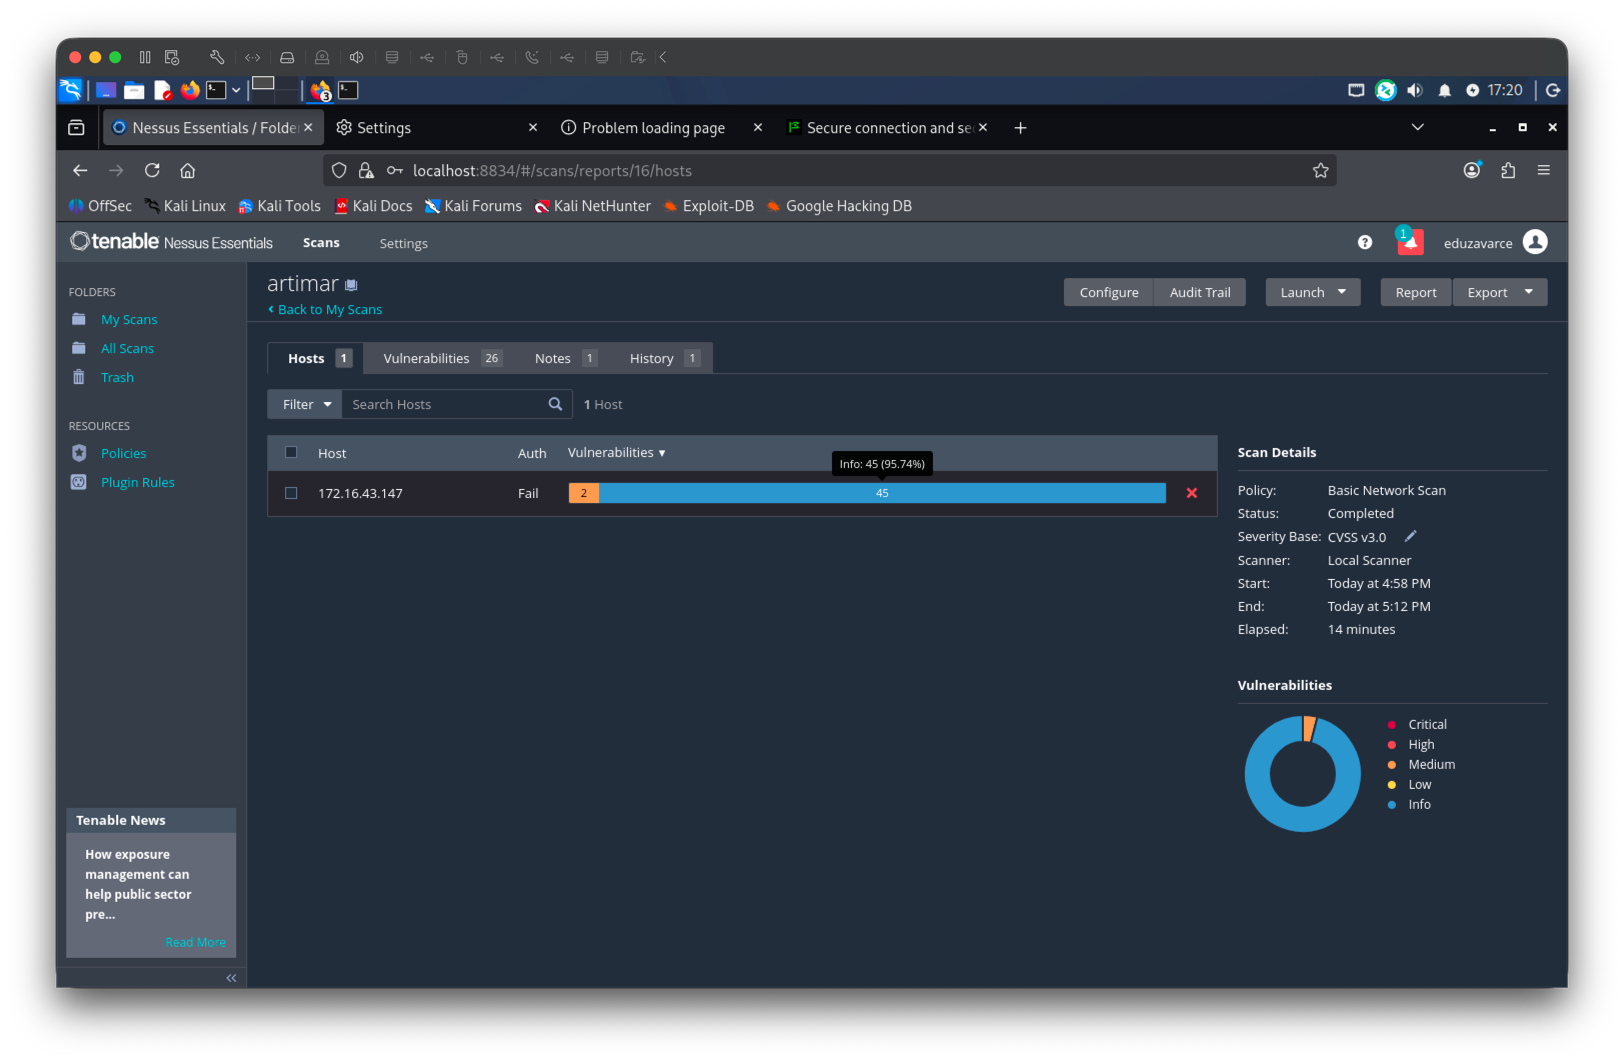 17:20
Nessus Essentials / Folde
Settings
Problem loading page
Secure connection and se
localhost:8834/#/scans/reports/16/hosts
OffSec
Kali Linux
Kali Tools
Kali Docs
Kali Forums
Kali NetHunter
Exploit-DB
Google Hacking DB
tenable Nessus Essentials
Scans
Settings
1
eduzavarce
FOLDERS
My Scans
All Scans
Trash
RESOURCES
Policies
Plugin Rules
Tenable News
How exposure
management can
help public sector
pre...
Read More
artimar
Back to My Scans
Configure
Audit Trail
Launch
Report
Export
Hosts 1
Vulnerabilities 26
Notes 1
History 1
Filter
Search Hosts
1 Host
Host
Auth
Vulnerabilities
Info: 45 (95.74%)
172.16.43.147
Fail
2
45
Scan Details
Policy: Basic Network Scan
Status: Completed
Severity Base: CVSS v3.0
Scanner: Local Scanner
Start: Today at 4:58 PM
End: Today at 5:12 PM
Elapsed: 14 minutes
Vulnerabilities
Critical
High
Medium
Low
Info